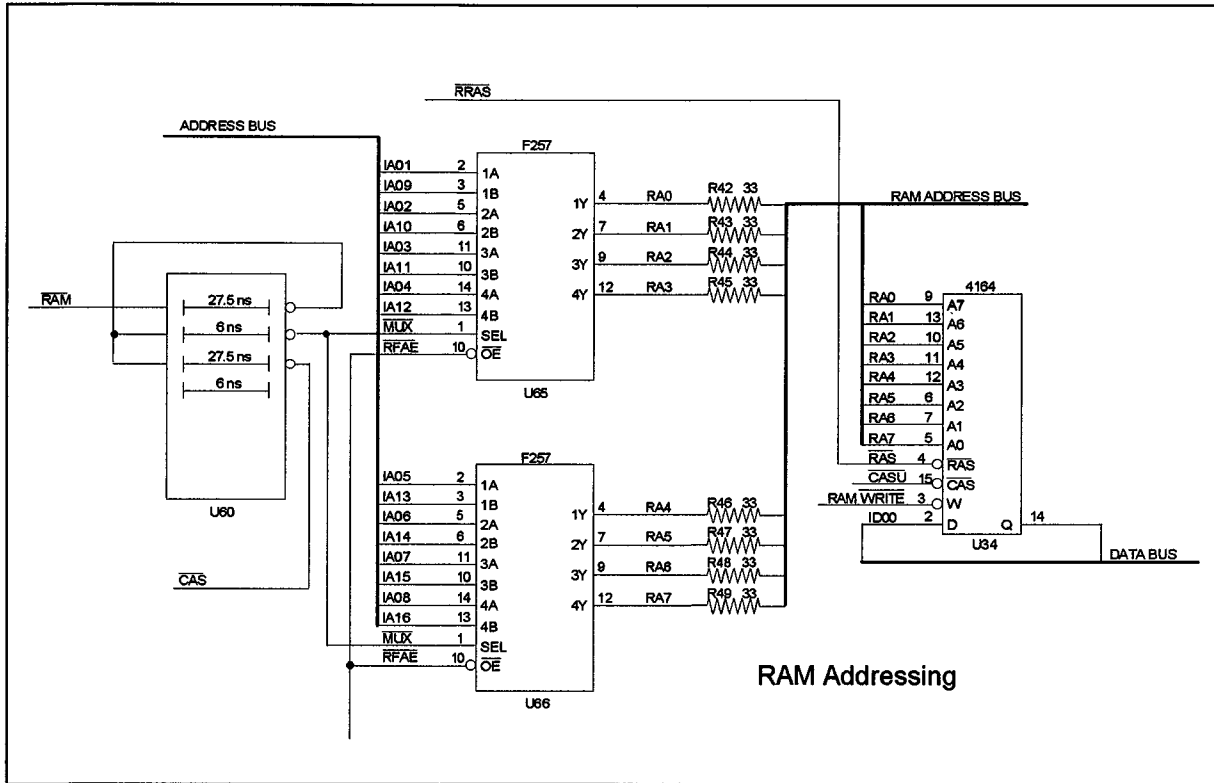 RRAS
ADDRESS BUS
F257
IA01 2 1A
IA09 3 1B
IA02 5 2A
IA10 6 2B
IA03 11 3A
IA11 10 3B
IA04 14 4A
IA12 13 4B
MUX 1 SEL
RFAE 10 OE
1Y 4 RA0 R42 33
2Y 7 RA1 R43 33
3Y 9 RA2 R44 33
4Y 12 RA3 R45 33
U65
RAM ADDRESS BUS
RAM
27.5 ns
6 ns
27.5 ns
6 ns
U60
CAS
4164
RA0 9 A7
RA1 13 A6
RA2 10 A5
RA3 11 A4
RA4 12 A3
RA5 6 A2
RA6 7 A1
RA7 5 A0
RAS 4 RAS
CASU 15 CAS
RAM WRITE 3 W
ID00 2 D Q 14
U34
DATA BUS
F257
IA05 2 1A
IA13 3 1B
IA06 5 2A
IA14 6 2B
IA07 11 3A
IA15 10 3B
IA08 14 4A
IA16 13 4B
MUX 1 SEL
RFAE 10 OE
1Y 4 RA4 R46 33
2Y 7 RA5 R47 33
3Y 9 RA6 R48 33
4Y 12 RA7 R49 33
U66
RAM Addressing